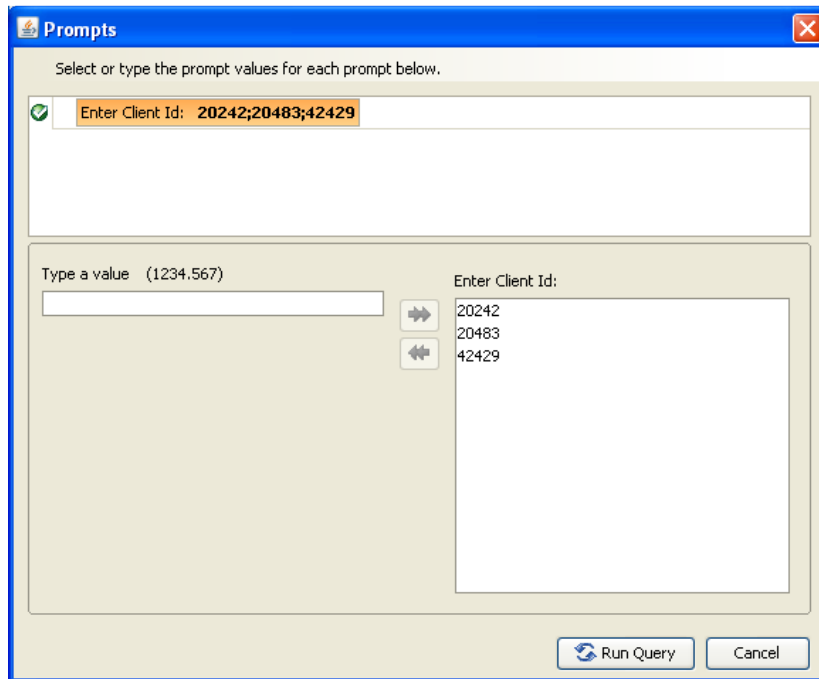 Prompts
Select or type the prompt values for each prompt below.
Enter Client Id: 20242;20483;42429
Type a value (1234.567)
Enter Client Id:
20242
20483
42429
Run Query Cancel